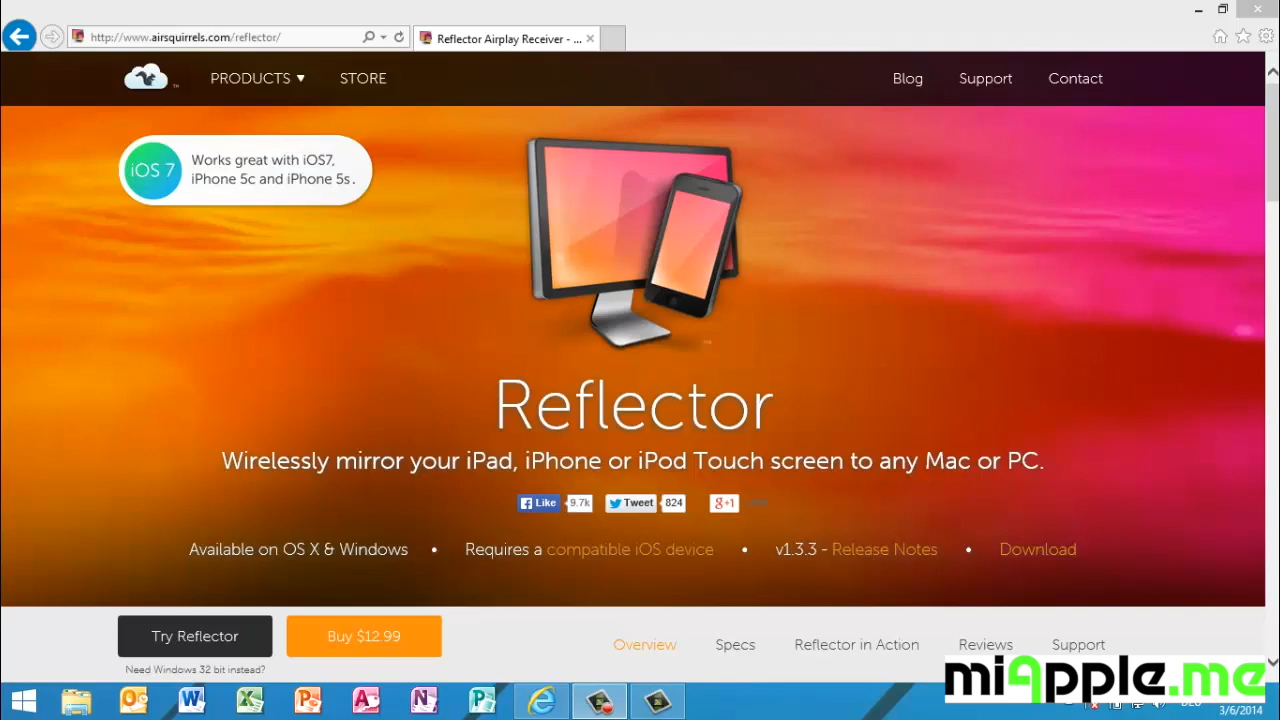 http://www.airsquirrels.com/reflector/
Reflector Airplay Receiver - ...
PRODUCTS ▼
STORE
Blog
Support
Contact
iOS 7
Works great with iOS7,
iPhone 5c and iPhone 5s.
Reflector
Wirelessly mirror your iPad, iPhone or iPod Touch screen to any Mac or PC.
Like 9.7k
Tweet 824
g+1
Available on OS X & Windows • Requires a compatible iOS device • v1.3.3 - Release Notes • Download
Try Reflector
Buy $12.99
Need Windows 32 bit instead?
Overview
Specs
Reflector in Action
Reviews
Support
miapple.me
3/6/2014